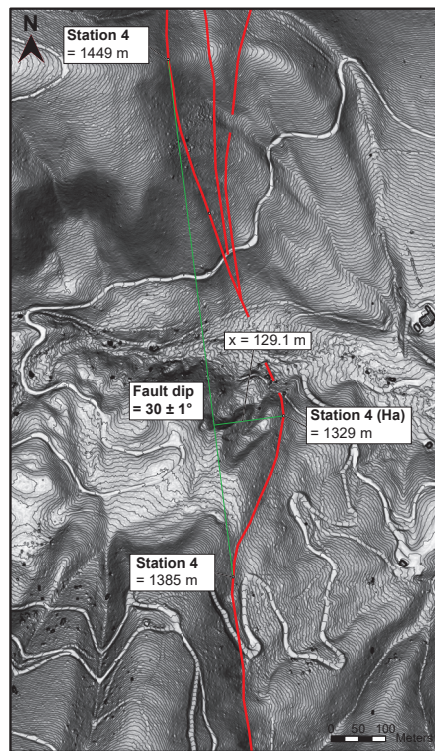 N
Station 4
= 1449 m
x = 129.1 m
Fault dip
= 30 ± 1°
Station 4 (Ha)
= 1329 m
Station 4
= 1385 m
0 50 100
Meters